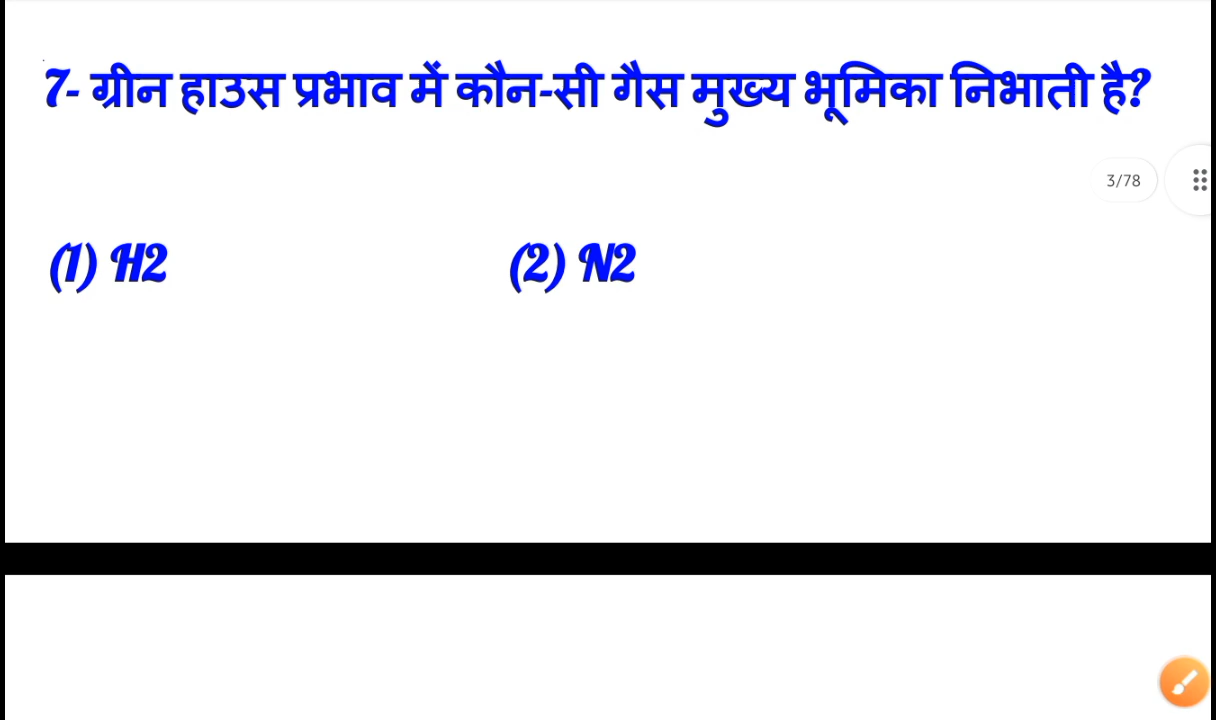 7- ग्रीन हाउस प्रभाव में कौन-सी गैस मुख्य भूमिका निभाती है?
3/78
(1) H2 (2) N2